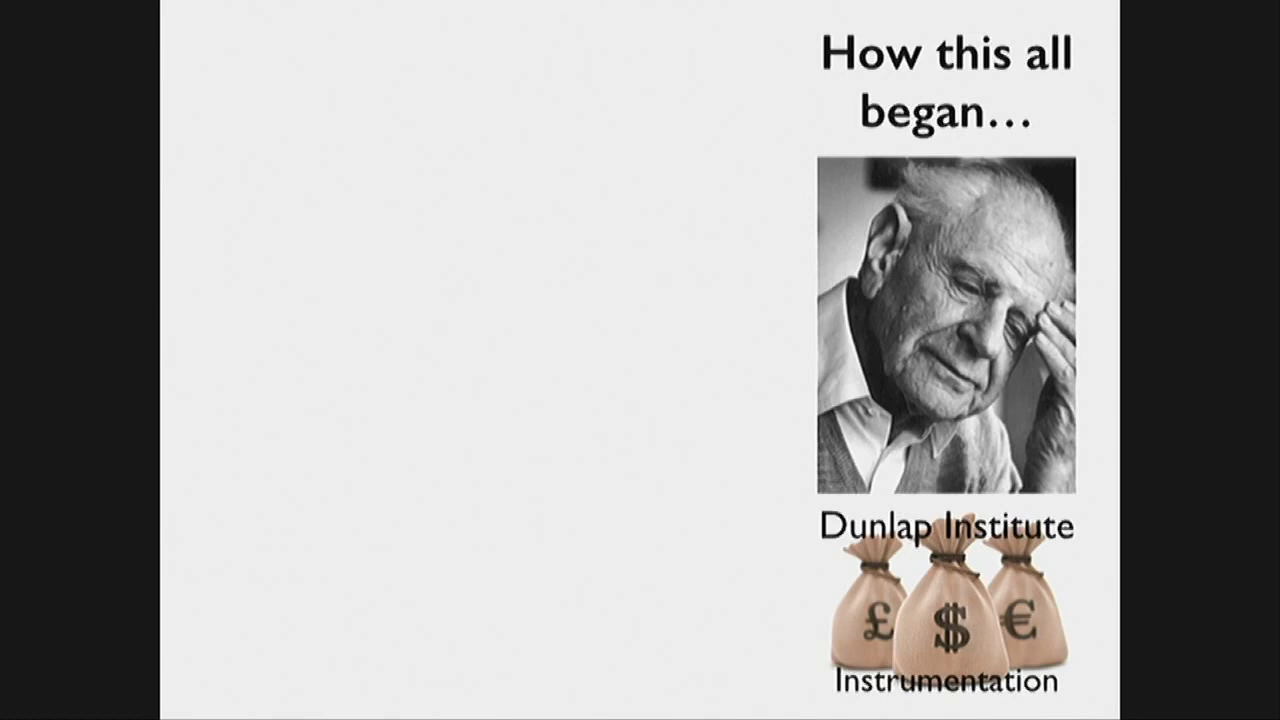 How this all
began…
Dunlap Institute
£ $ €
Instrumentation